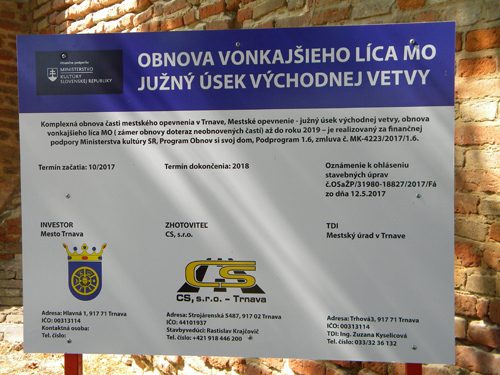 OBNOVA VONKAJŠIEHO LÍCA MO
JUŽNÝ ÚSEK VÝCHODNEJ VETVY
Finančne podporilo
MINISTERSTVO
KULTÚRY
SLOVENSKEJ REPUBLIKY
Komplexná obnova časti mestského opevnenia v Trnave, Mestské opevnenie - južný úsek východnej vetvy, obnova
vonkajšieho líca MO ( zámer obnovy doteraz neobnovených častí) až do roku 2019 – je realizovaný za finančnej
podpory Ministerstva kultúry SR, Program Obnov si svoj dom, Podprogram 1.6, zmluva č. MK-4223/2017/1.6.
Termín začatia: 10/2017
Termín dokončenia: 2018
Oznámenie k ohláseniu
stavebných úprav
č.OSaŽP/31980-18827/2017/Fá
zo dňa 12.5.2017
INVESTOR
Mesto Trnava
ZHOTOVITEĽ
CS, s.r.o.
TDI
Mestský úrad v Trnave
CS
CS, s.r.o. – Trnava
Adresa: Hlavná 1, 917 71 Trnava
IČO: 00313114
Kontaktná osoba:
Tel. číslo:
Adresa: Strojárenská 5487, 917 02 Trnava
IČO: 44101937
Stavbyvedúci: Rastislav Krajčovič
Tel. číslo: +421 918 446 200
Adresa: Trhová3, 917 71 Trnava
IČO: 00313114
TDI: Ing. Zuzana Kyselicová
Tel. číslo: 033/32 36 132